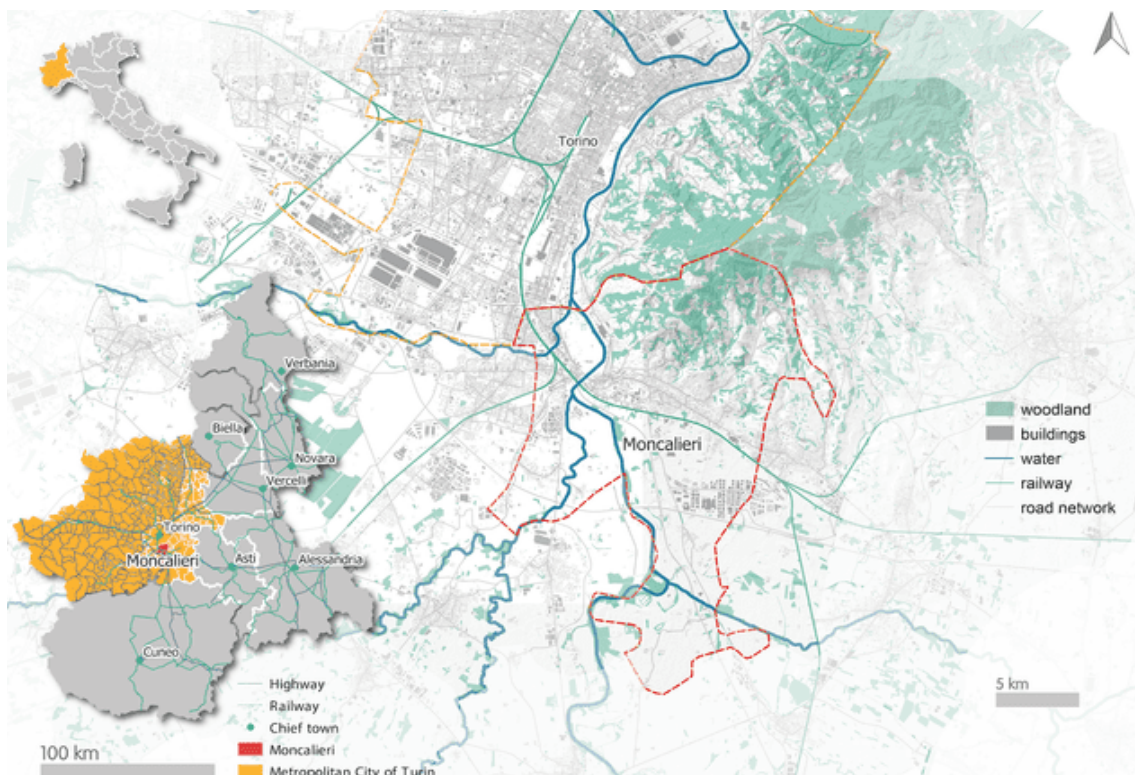 Torino
Moncalieri
woodland
buildings
water
railway
road network
5 km
Verbania
Biella
Novara
Vercelli
Torino
Moncalieri
Asti
Alessandria
Cuneo
Highway
Railway
Chief town
Moncalieri
Metropolitan City of Turin
100 km